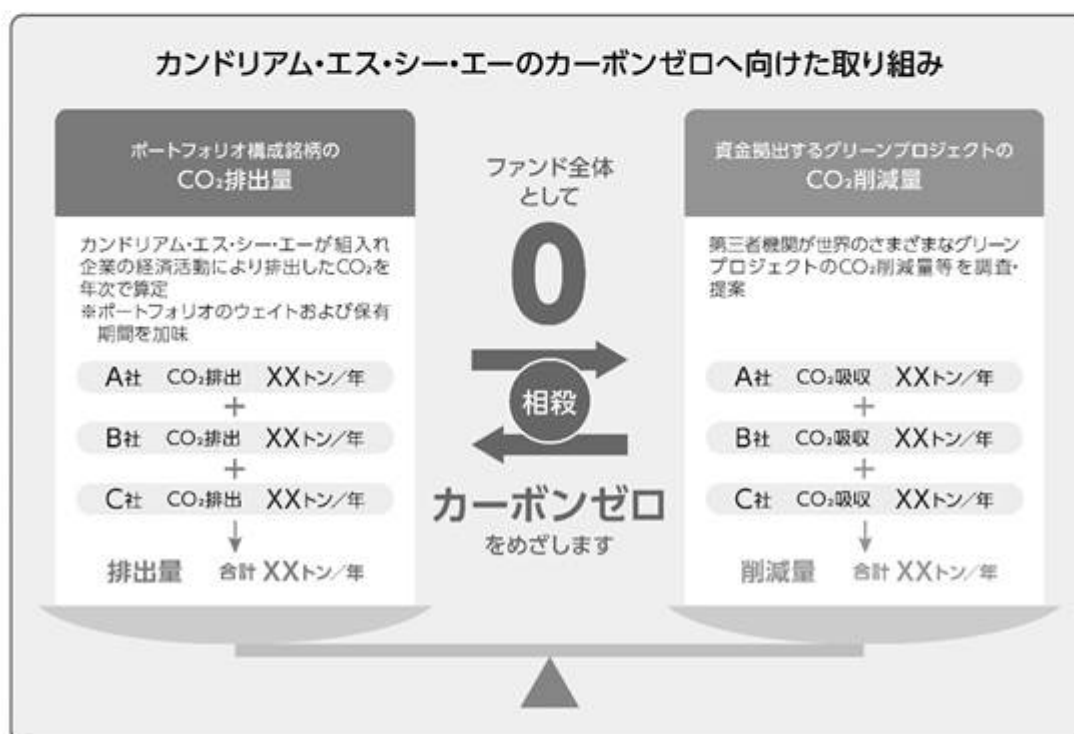 カンドリアム・エス・シー・エーのカーボンゼロへ向けた取り組み
ポートフォリオ構成銘柄の
CO₂排出量
カンドリアム・エス・シー・エーが組入れ
企業の経済活動により排出したCO₂を
年次で算定
※ポートフォリオのウェイトおよび保有
期間を加味
A社 CO₂排出 XXトン/年
+
B社 CO₂排出 XXトン/年
+
C社 CO₂排出 XXトン/年
排出量 合計 XXトン/年
ファンド全体
として
0
相殺
カーボンゼロ
をめざします
資金拠出するグリーンプロジェクトの
CO₂削減量
第三者機関が世界のさまざまなグリーン
プロジェクトのCO₂削減量等を調査・
提案
A社 CO₂吸収 XXトン/年
+
B社 CO₂吸収 XXトン/年
+
C社 CO₂吸収 XXトン/年
削減量 合計 XXトン/年